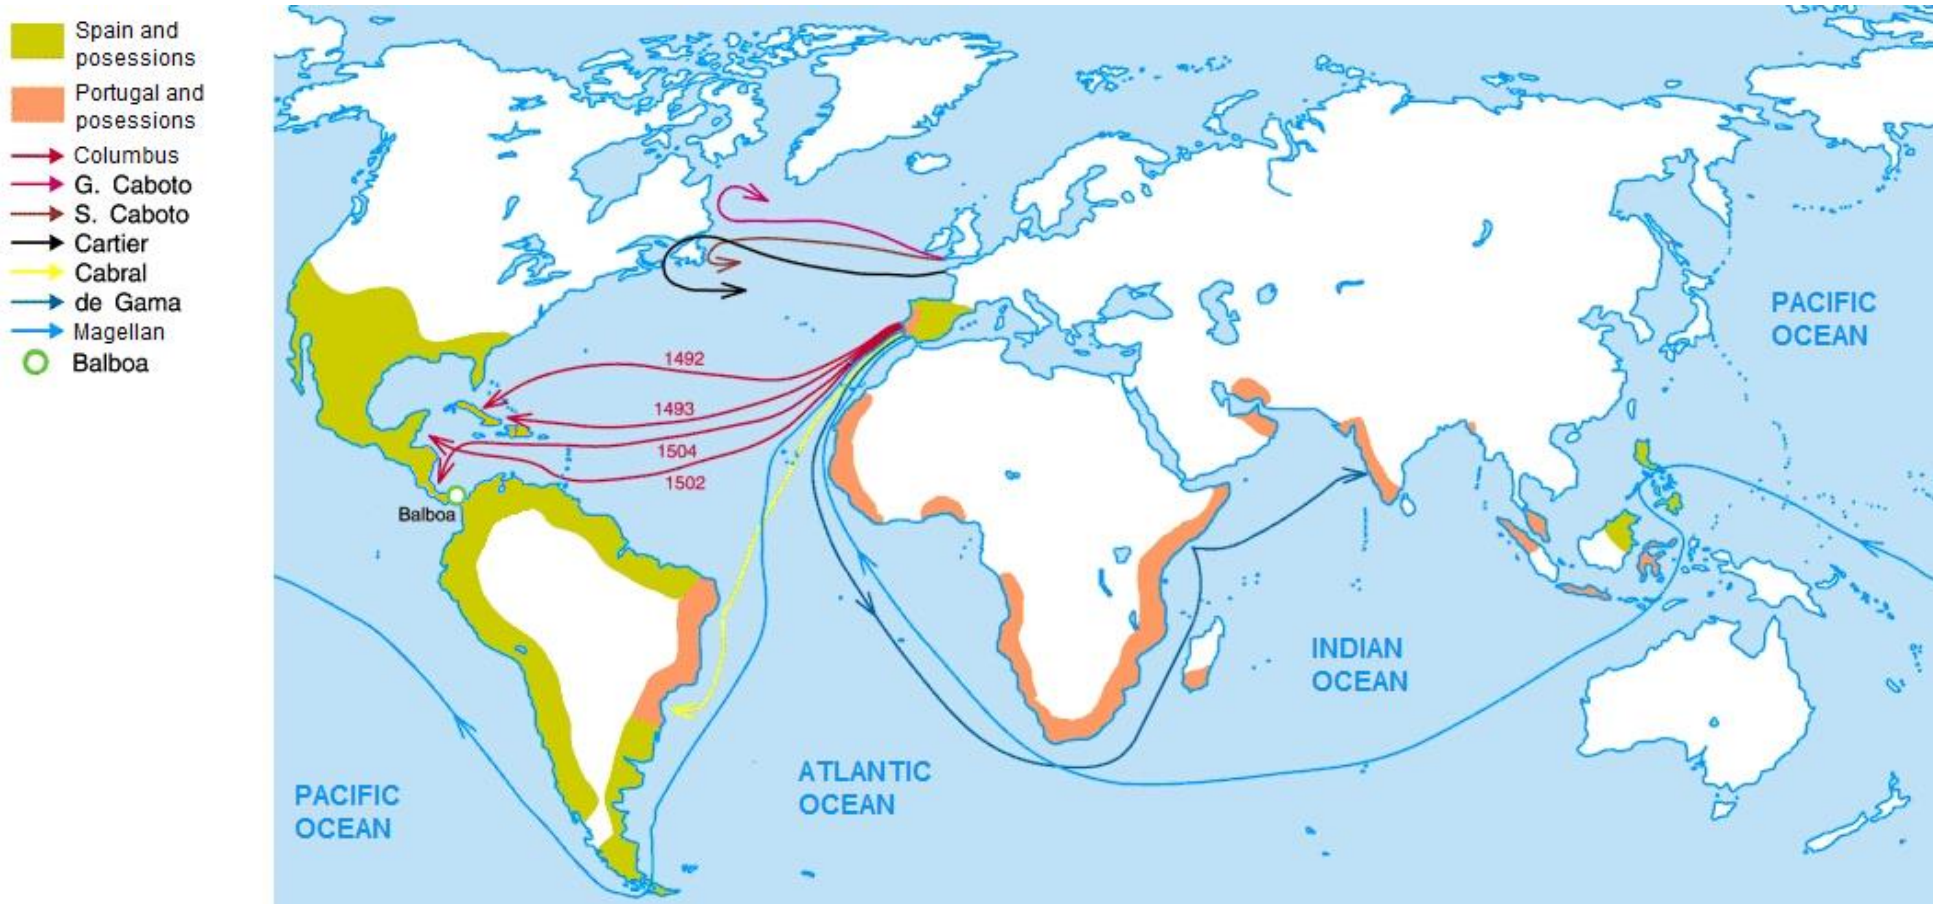 Spain and
posessions
Portugal and
posessions
Columbus
G. Caboto
S. Caboto
Cartier
Cabral
de Gama
Magellan
Balboa
1492
1493
1504
1502
Balboa
PACIFIC
OCEAN
ATLANTIC
OCEAN
INDIAN
OCEAN
PACIFIC
OCEAN